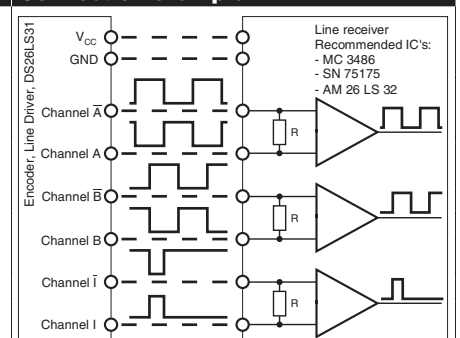 Encoder, Line Driver, DS26LS31
VCC
GND
Channel A̅
Channel A
Channel B̅
Channel B
Channel I̅
Channel I
Line receiver
Recommended IC's:
- MC 3486
- SN 75175
- AM 26 LS 32
R
R
R